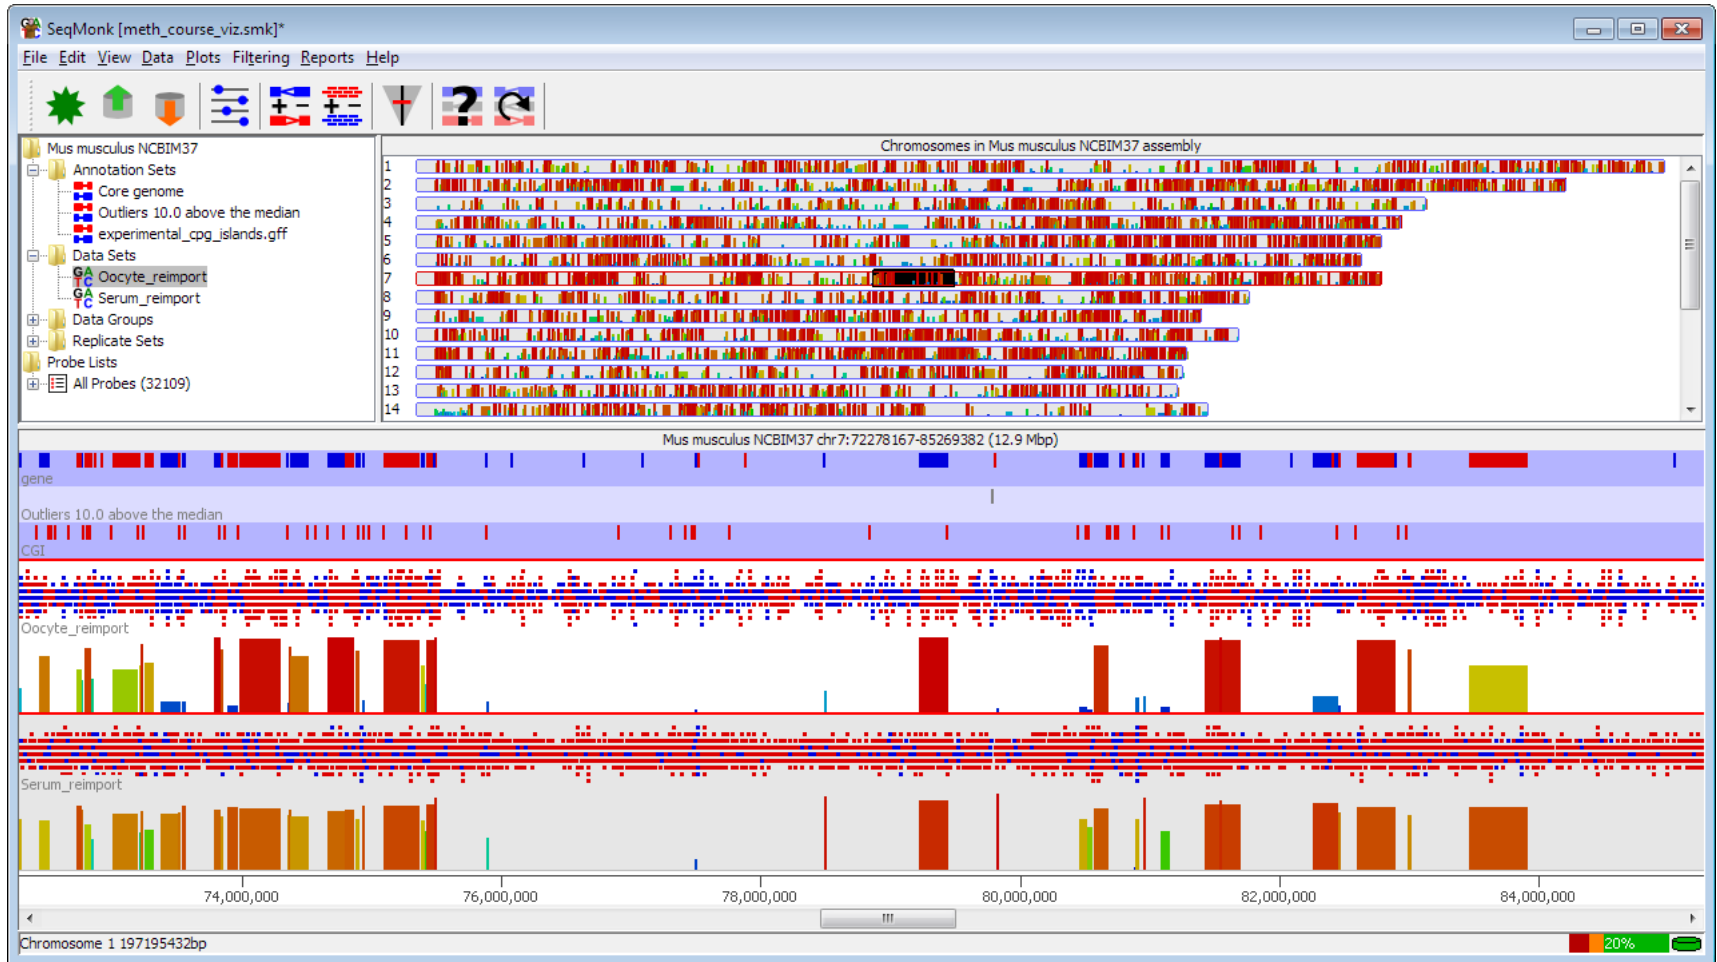 SeqMonk [meth_course_viz.smk]*
File Edit View Data Plots Filtering Reports Help
Mus musculus NCBIM37
Annotation Sets
Core genome
Outliers 10.0 above the median
experimental_cpg_islands.gff
Data Sets
Oocyte_reimport
Serum_reimport
Data Groups
Replicate Sets
Probe Lists
All Probes (32109)
Chromosomes in Mus musculus NCBIM37 assembly
1
2
3
4
5
6
7
8
9
10
11
12
13
14
Mus musculus NCBIM37 chr7:72278167-85269382 (12.9 Mbp)
gene
Outliers 10.0 above the median
CGI
Oocyte_reimport
Serum_reimport
74,000,000 76,000,000 78,000,000 80,000,000 82,000,000 84,000,000
Chromosome 1 197195432bp
20%